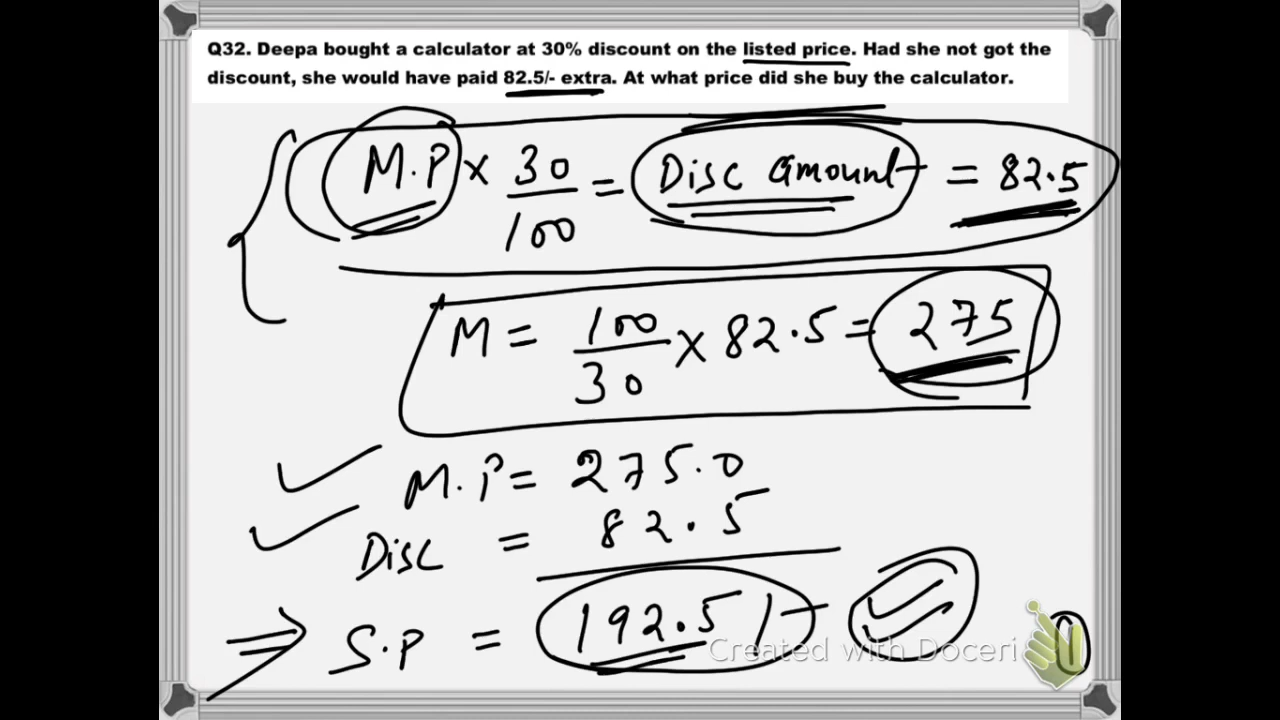 Q32. Deepa bought a calculator at 30% discount on the listed price. Had she not got the
discount, she would have paid 82.5/- extra. At what price did she buy the calculator.
M.P × 30/100 = Disc amount = 82.5
M = 100/30 × 82.5 = 275
M.P = 275.0
Disc = 82.5
⇒ S.P = 192.5/-
Created with Doceri